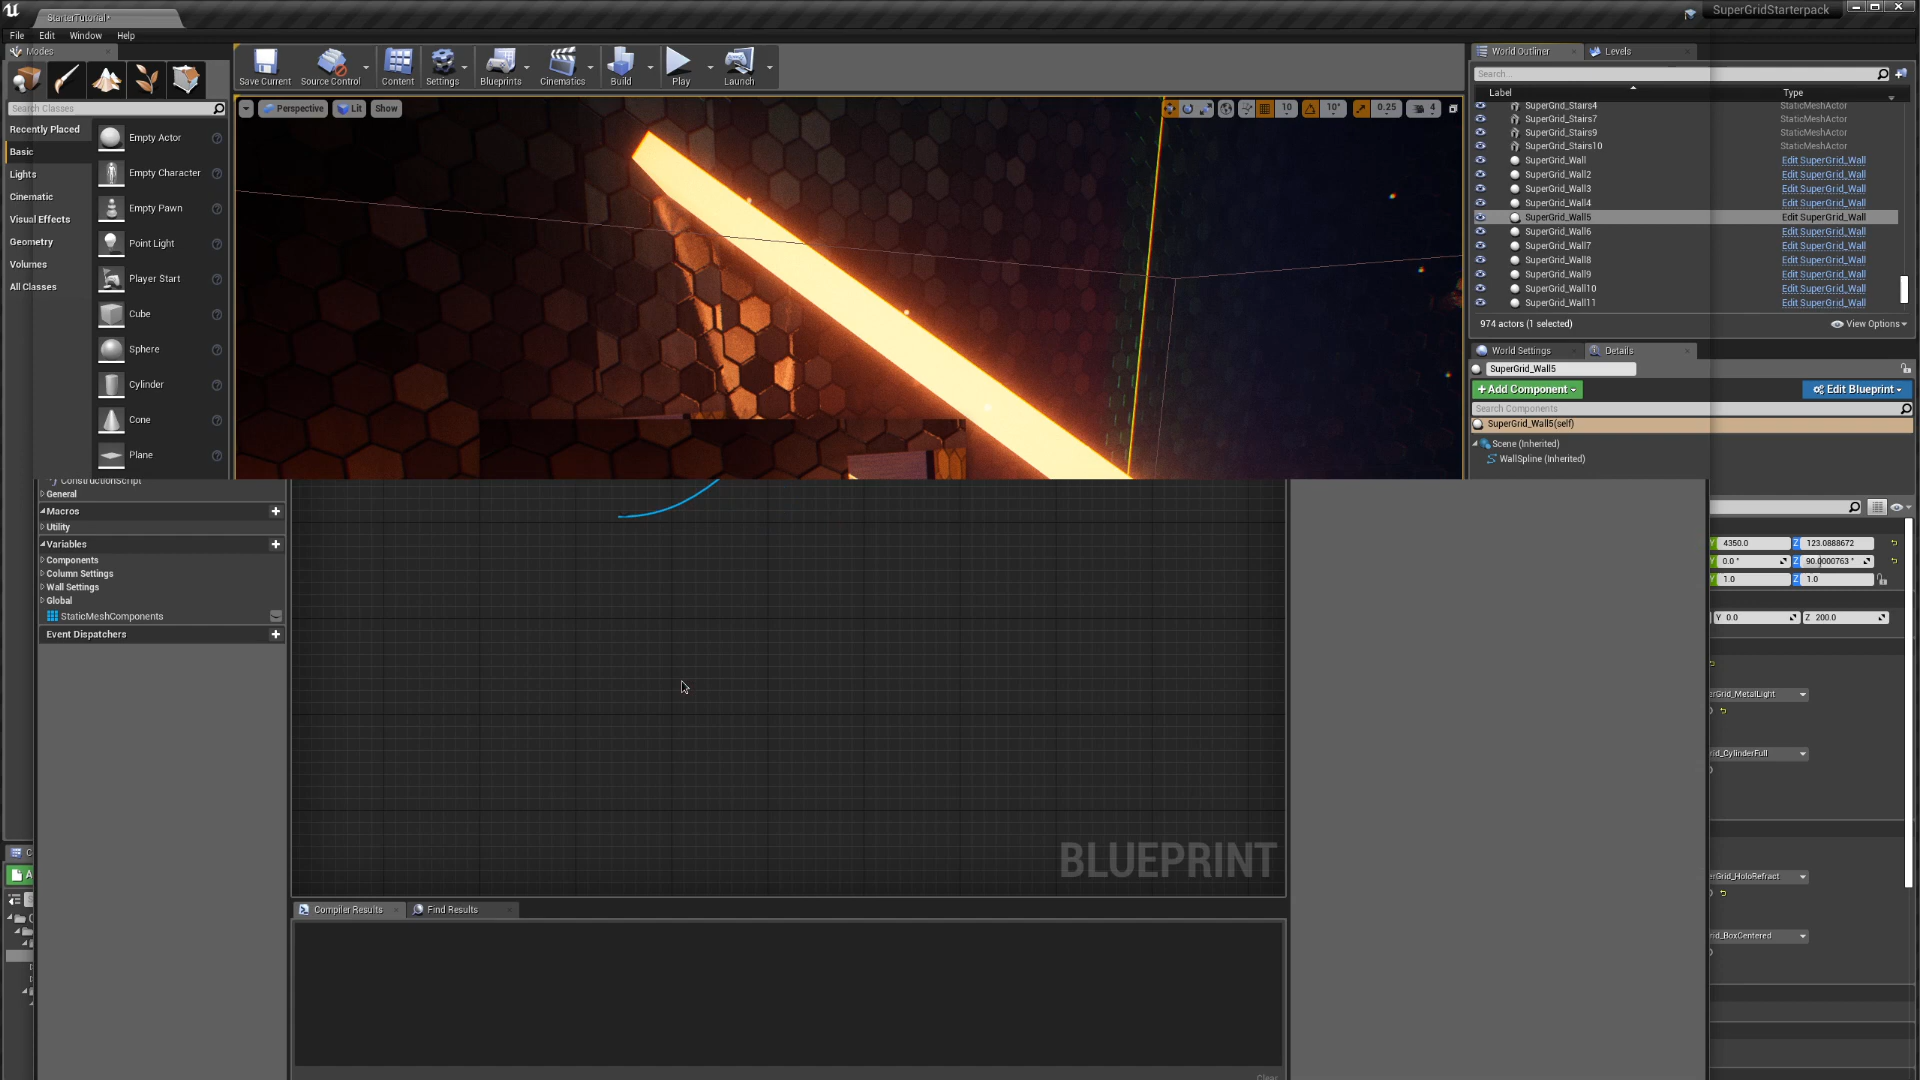 StarterTutorial*
SuperGridStarterpack
File Edit Window Help
Modes
Search Classes
Recently Placed
Basic
Lights
Cinematic
Visual Effects
Geometry
Volumes
All Classes
Empty Actor
Empty Character
Empty Pawn
Point Light
Player Start
Cube
Sphere
Cylinder
Cone
Plane
Save Current
Source Control
Content
Settings
Blueprints
Cinematics
Build
Play
Launch
Perspective
Lit
Show
10
10°
0.25
4
World Outliner
Levels
Search...
Label Type
SuperGrid_Stairs4 StaticMeshActor
SuperGrid_Stairs7 StaticMeshActor
SuperGrid_Stairs9 StaticMeshActor
SuperGrid_Stairs10 StaticMeshActor
SuperGrid_Wall Edit SuperGrid_Wall
SuperGrid_Wall2 Edit SuperGrid_Wall
SuperGrid_Wall3 Edit SuperGrid_Wall
SuperGrid_Wall4 Edit SuperGrid_Wall
SuperGrid_Wall5 Edit SuperGrid_Wall
SuperGrid_Wall6 Edit SuperGrid_Wall
SuperGrid_Wall7 Edit SuperGrid_Wall
SuperGrid_Wall8 Edit SuperGrid_Wall
SuperGrid_Wall9 Edit SuperGrid_Wall
SuperGrid_Wall10 Edit SuperGrid_Wall
SuperGrid_Wall11 Edit SuperGrid_Wall
974 actors (1 selected)
View Options
World Settings
Details
SuperGrid_Wall5
+Add Component
Edit Blueprint
Search Components
SuperGrid_Wall5(self)
Scene (Inherited)
WallSpline (Inherited)
ConstructionScript
General
Macros
Utility
Variables
Components
Column Settings
Wall Settings
Global
StaticMeshComponents
Event Dispatchers
BLUEPRINT
Compiler Results
Find Results
Clear
Y 4350.0 Z 123.0888672
Y 0.0° Z 90.0000763°
Y 1.0 Z 1.0
Y 0.0 Z 200.0
erGrid_MetalLight
rid_CylinderFull
erGrid_HoloRefract
rid_BoxCentered